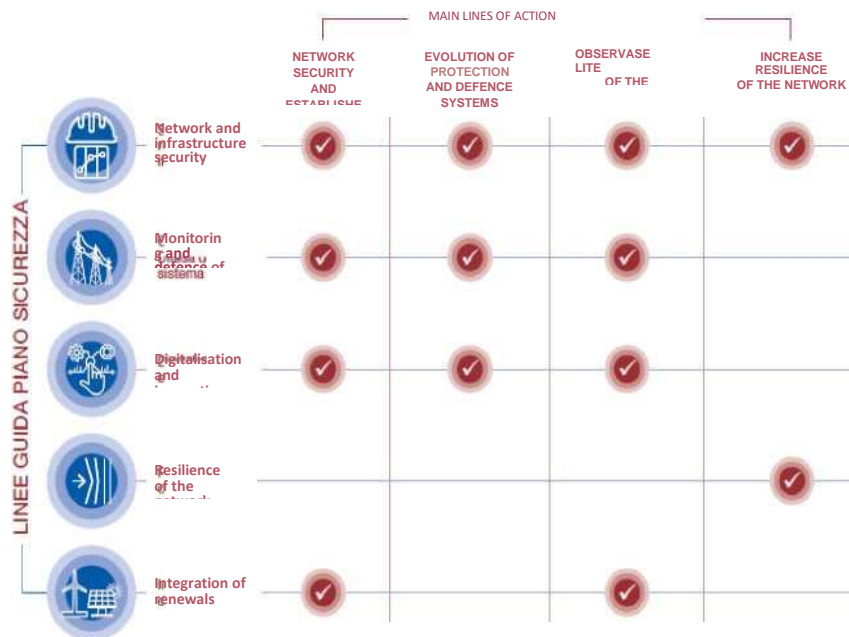 MAIN LINES OF ACTION
NETWORK
SECURITY
AND
ESTABLISHE
EVOLUTION OF
PROTECTION
AND DEFENCE
SYSTEMS
OBSERVASE
LITE
OF THE
INCREASE
RESILIENCE
OF THE NETWORK
LINEE GUIDA PIANO SICUREZZA
Network and
infrastructure
security
Monitorin
g and
defence of
sistema
Digitalisation
and
Resilience
of the
network
Integration of
renewals